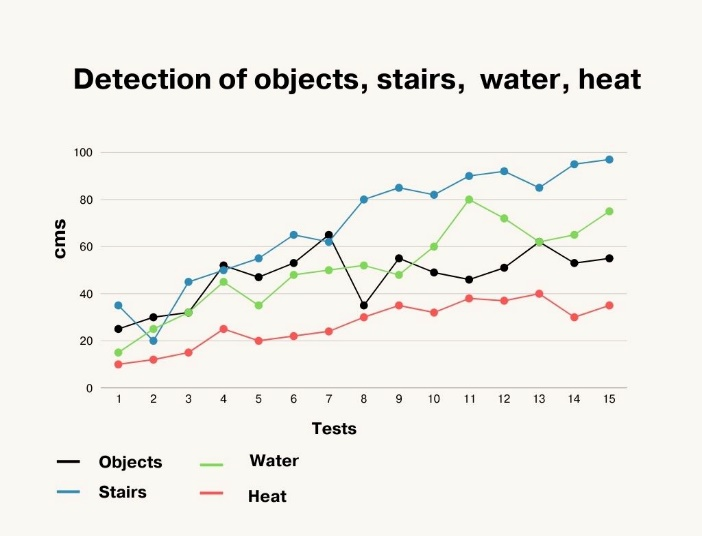 Detection of objects, stairs,  water, heat
100
80
60
40
20
0
cms
1 2 3 4 5 6 7 8 9 10 11 12 13 14 15
Tests
Objects
Water
Stairs
Heat